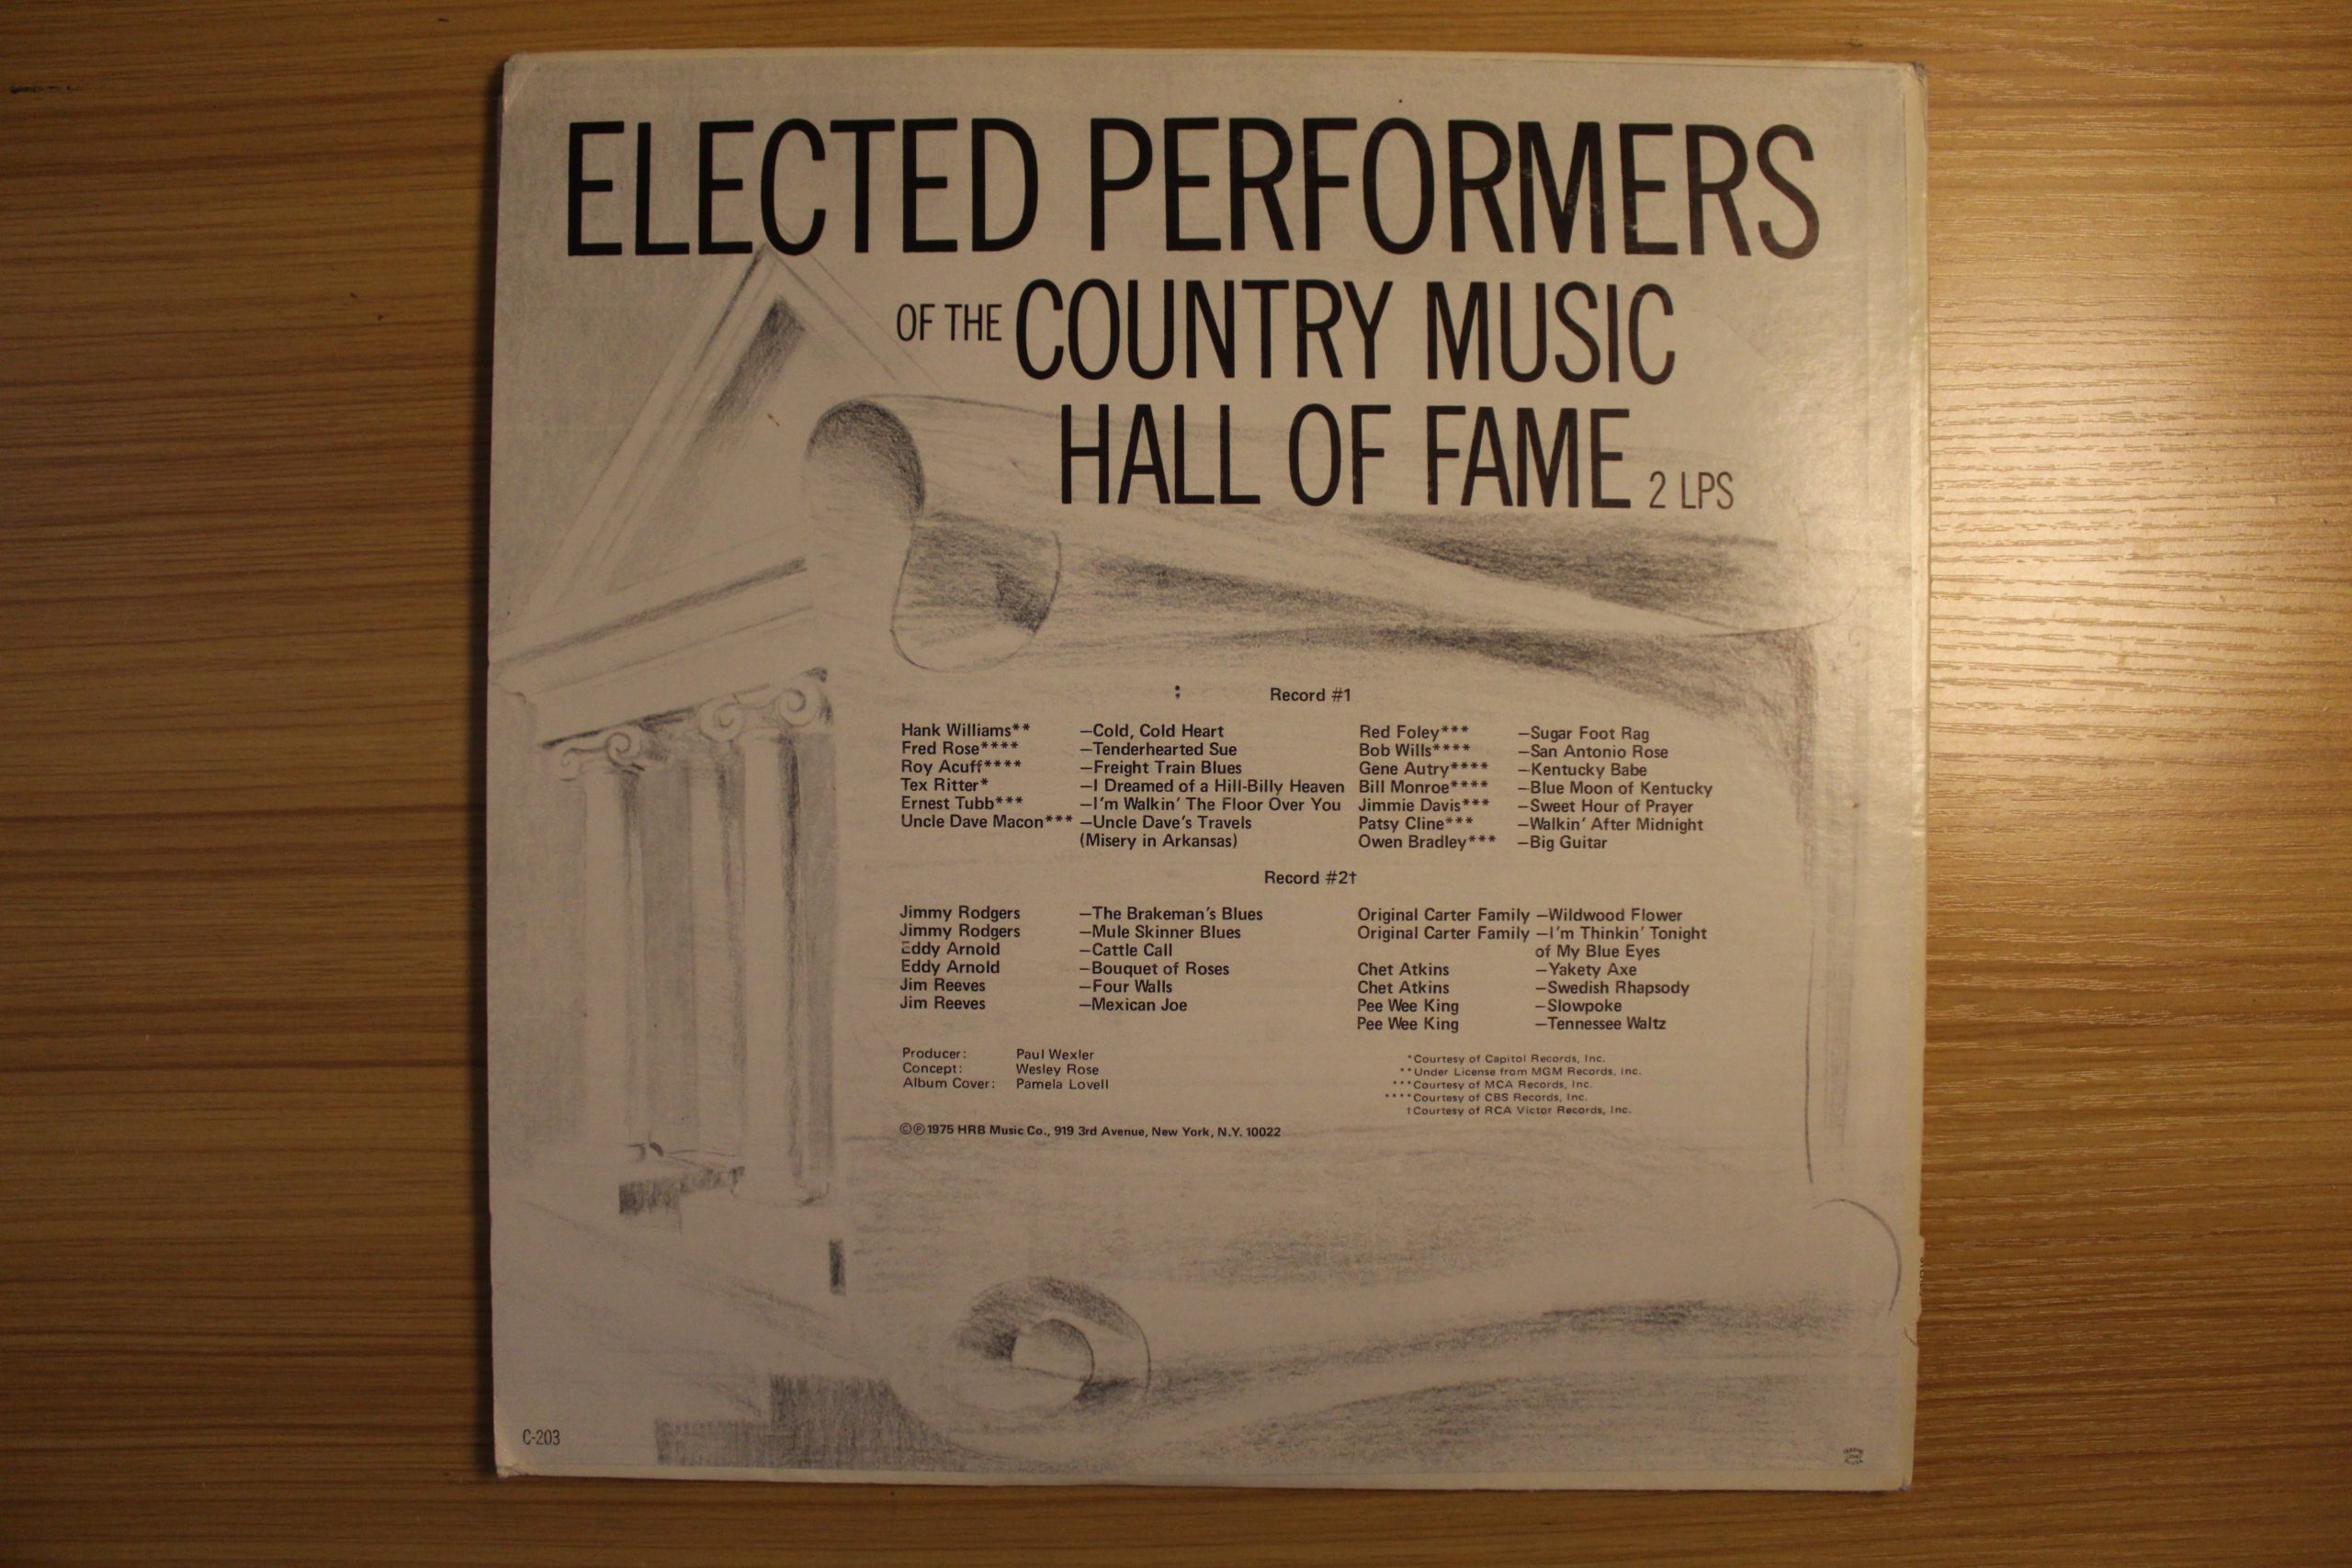 ELECTED PERFORMERS
OF THE COUNTRY MUSIC
HALL OF FAME 2 LPS
Record #1
Hank Williams** —Cold, Cold Heart
Fred Rose**** —Tenderhearted Sue
Roy Acuff**** —Freight Train Blues
Tex Ritter* —I Dreamed of a Hill-Billy Heaven
Ernest Tubb*** —I'm Walkin' The Floor Over You
Uncle Dave Macon*** —Uncle Dave's Travels
(Misery in Arkansas)
Red Foley*** —Sugar Foot Rag
Bob Wills**** —San Antonio Rose
Gene Autry**** —Kentucky Babe
Bill Monroe**** —Blue Moon of Kentucky
Jimmie Davis*** —Sweet Hour of Prayer
Patsy Cline*** —Walkin' After Midnight
Owen Bradley*** —Big Guitar
Record #2†
Jimmy Rodgers —The Brakeman's Blues
Jimmy Rodgers —Mule Skinner Blues
Eddy Arnold —Cattle Call
Eddy Arnold —Bouquet of Roses
Jim Reeves —Four Walls
Jim Reeves —Mexican Joe
Original Carter Family —Wildwood Flower
Original Carter Family —I'm Thinkin' Tonight
of My Blue Eyes
Chet Atkins —Yakety Axe
Chet Atkins —Swedish Rhapsody
Pee Wee King —Slowpoke
Pee Wee King —Tennessee Waltz
Producer: Paul Wexler
Concept: Wesley Rose
Album Cover: Pamela Lovell
*Courtesy of Capitol Records, Inc.
**Under License from MGM Records, Inc.
***Courtesy of MCA Records, Inc.
****Courtesy of CBS Records, Inc.
†Courtesy of RCA Victor Records, Inc.
©℗ 1975 HRB Music Co., 919 3rd Avenue, New York, N.Y. 10022
C-203